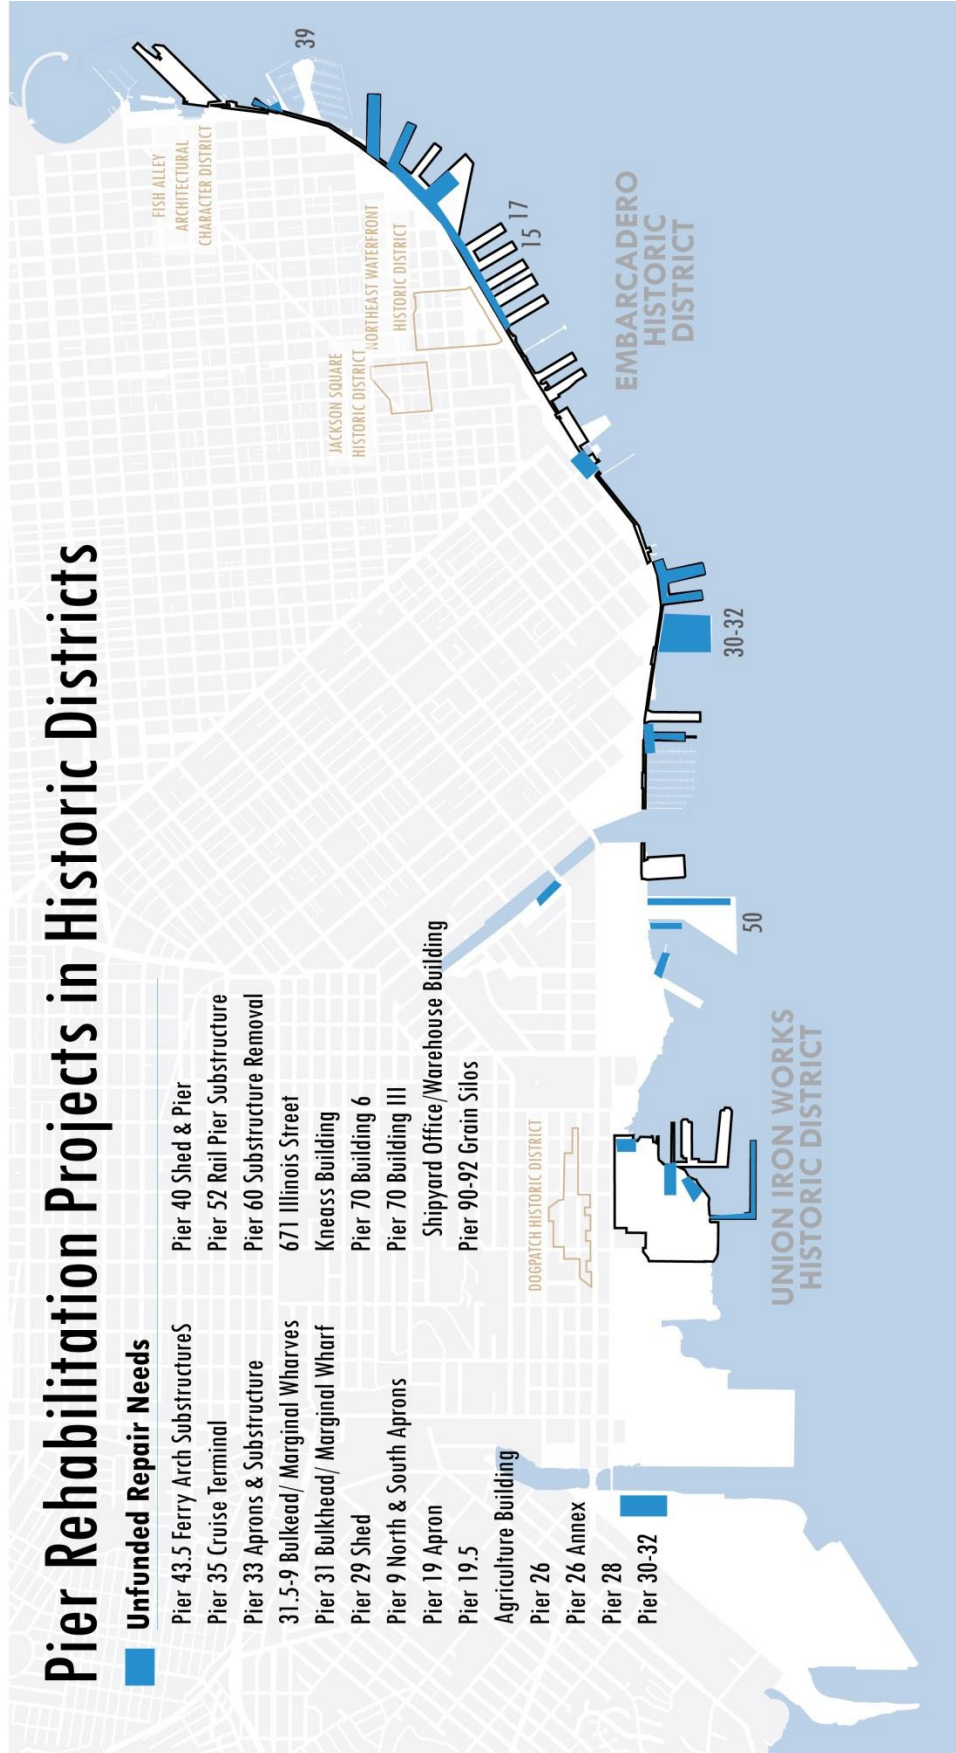 Pier Rehabilitation Projects in Historic Districts
Unfunded Repair Needs
Pier 43.5 Ferry Arch SubstructureS
Pier 35 Cruise Terminal
Pier 33 Aprons & Substructure
31.5-9 Bulkead/ Marginal Wharves
Pier 31 Bulkhead/ Marginal Wharf
Pier 29 Shed
Pier 9 North & South Aprons
Pier 19 Apron
Pier 19.5
Agriculture Building
Pier 26
Pier 26 Annex
Pier 28
Pier 30-32
Pier 40 Shed & Pier
Pier 52 Rail Pier Substructure
Pier 60 Substructure Removal
671 Illinois Street
Kneass Building
Pier 70 Building 6
Pier 70 Building III
Shipyard Office/Warehouse Building
Pier 90-92 Grain Silos
FISH ALLEY
ARCHITECTURAL
CHARACTER DISTRICT
39
JACKSON SQUARE
HISTORIC DISTRICT
NORTHEAST WATERFRONT
HISTORIC DISTRICT
17
15
EMBARCADERO
HISTORIC
DISTRICT
30-32
50
DOGPATCH HISTORIC DISTRICT
UNION IRON WORKS
HISTORIC DISTRICT